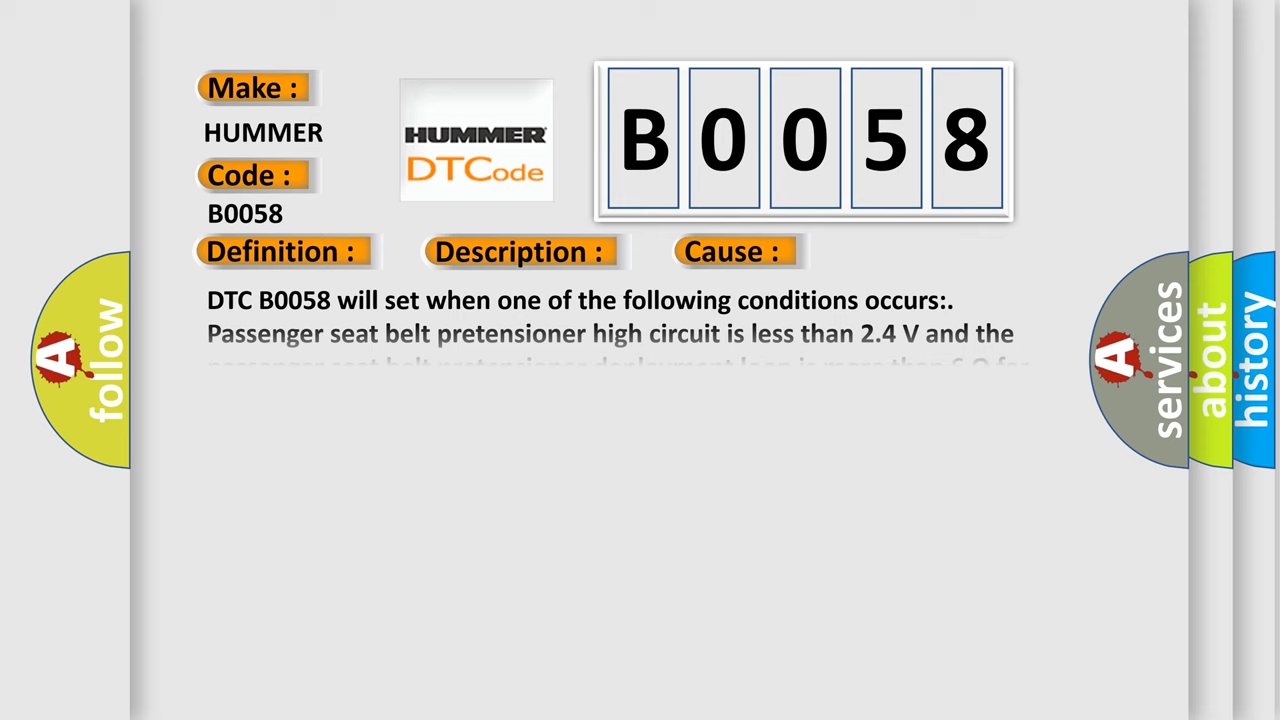 Make :
HUMMER
Code :
B0058
HUMMER
DTCode
B0058
Definition :
Description :
Cause :
DTC B0058 will set when one of the following conditions occurs:.
Passenger seat belt pretensioner high circuit is less than 2.4 V and the
A
follow
A
services
about
history